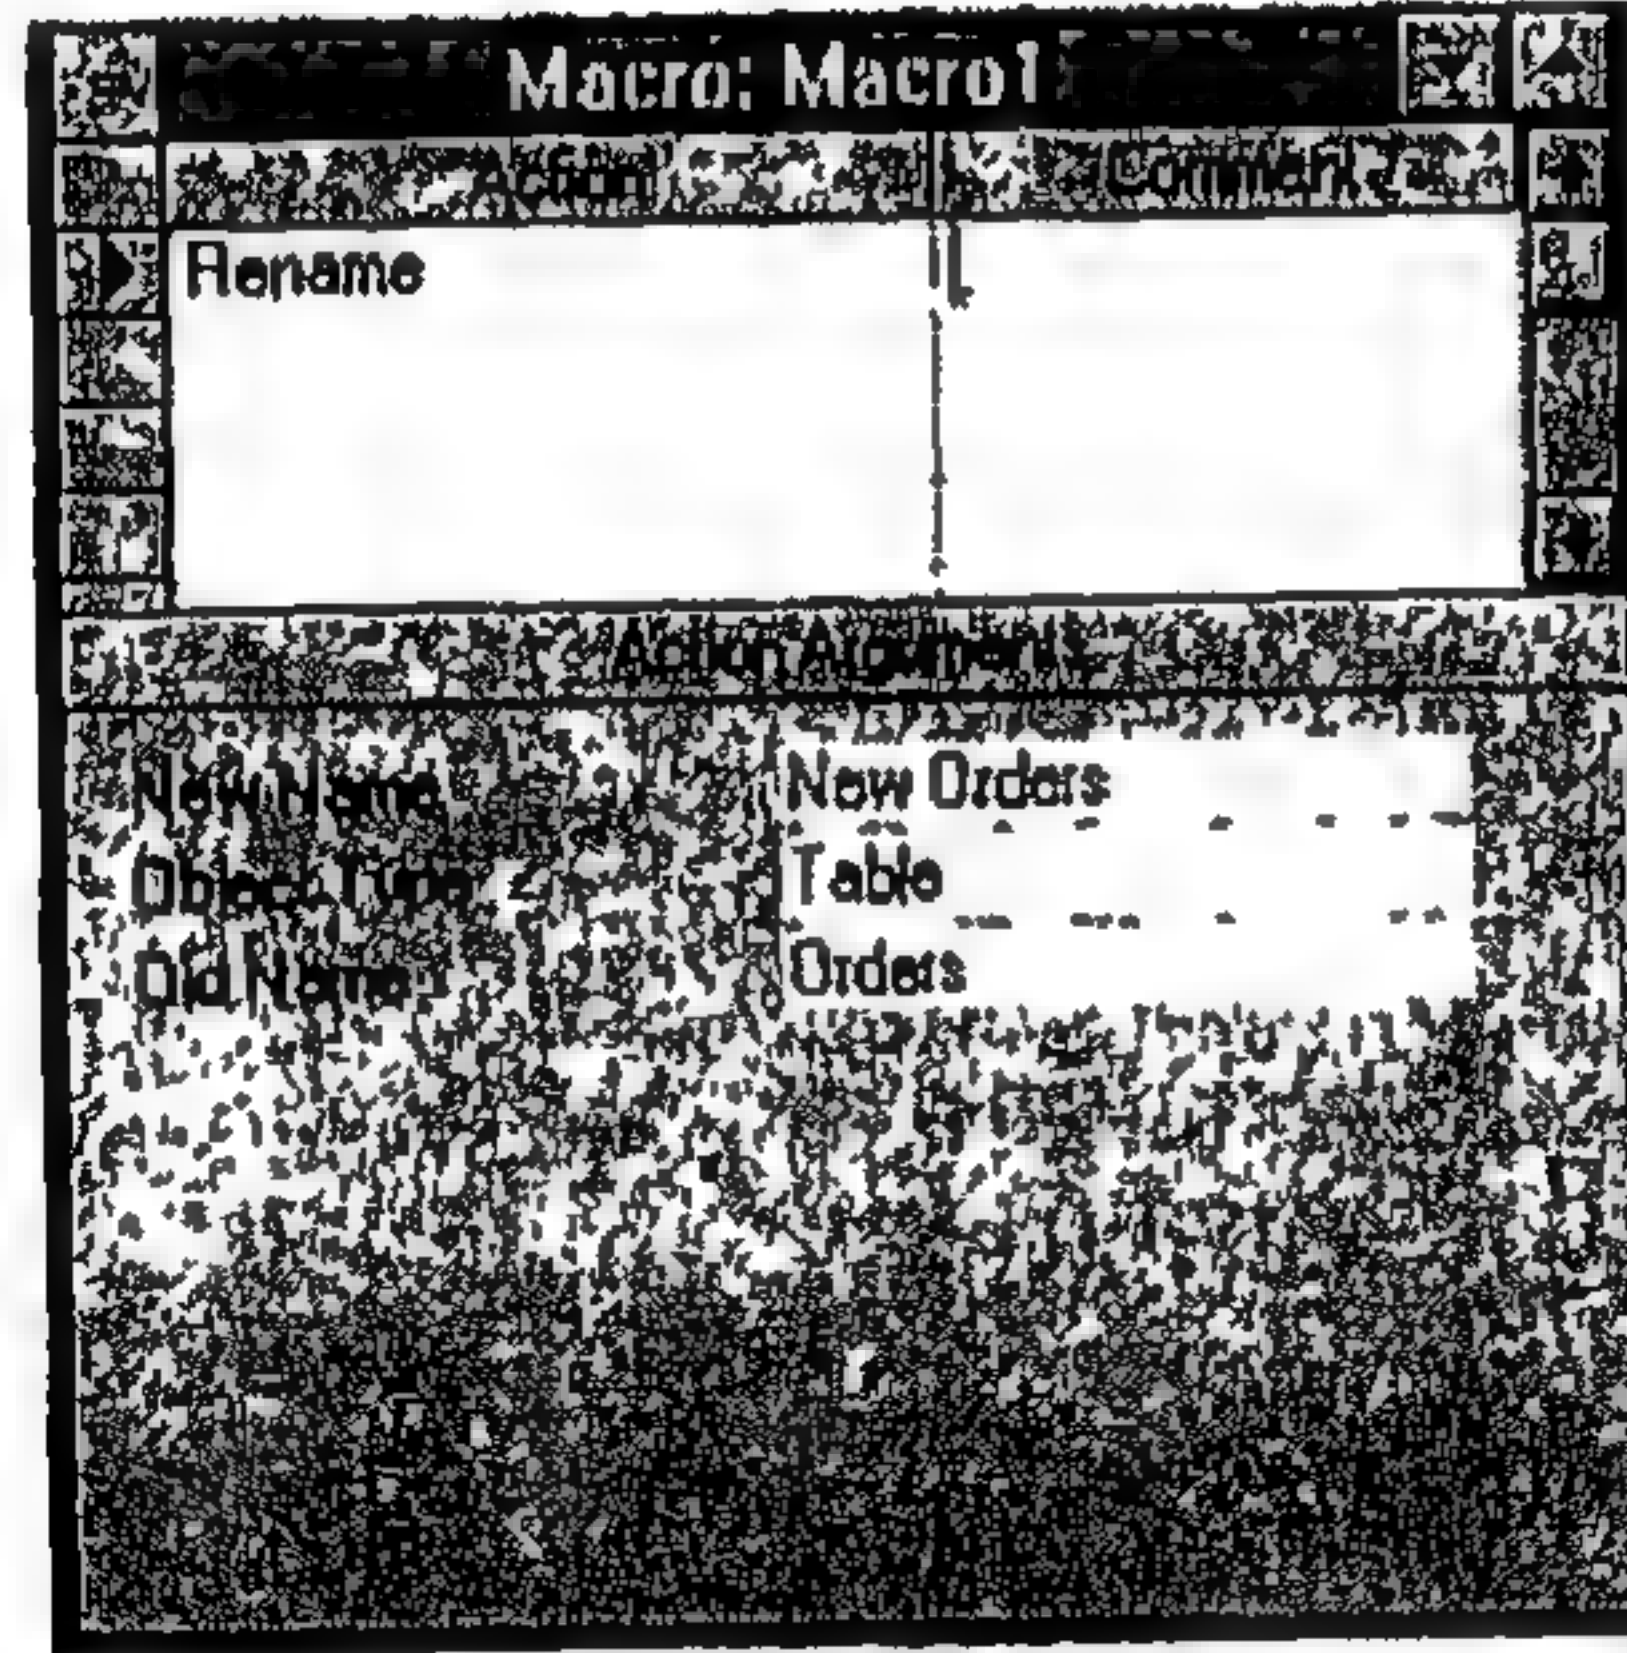 Macro: Macro1
Action Comment
Rename
Action Arguments
New Name New Orders
Object Type Table
Old Name Orders